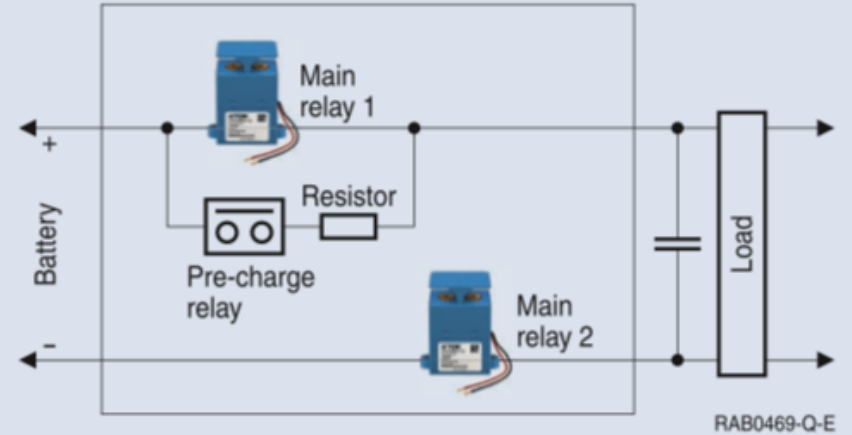 Main
relay 1
+
Resistor
Battery
Pre-charge
relay
Load
Main
relay 2
-
RAB0469-Q-E